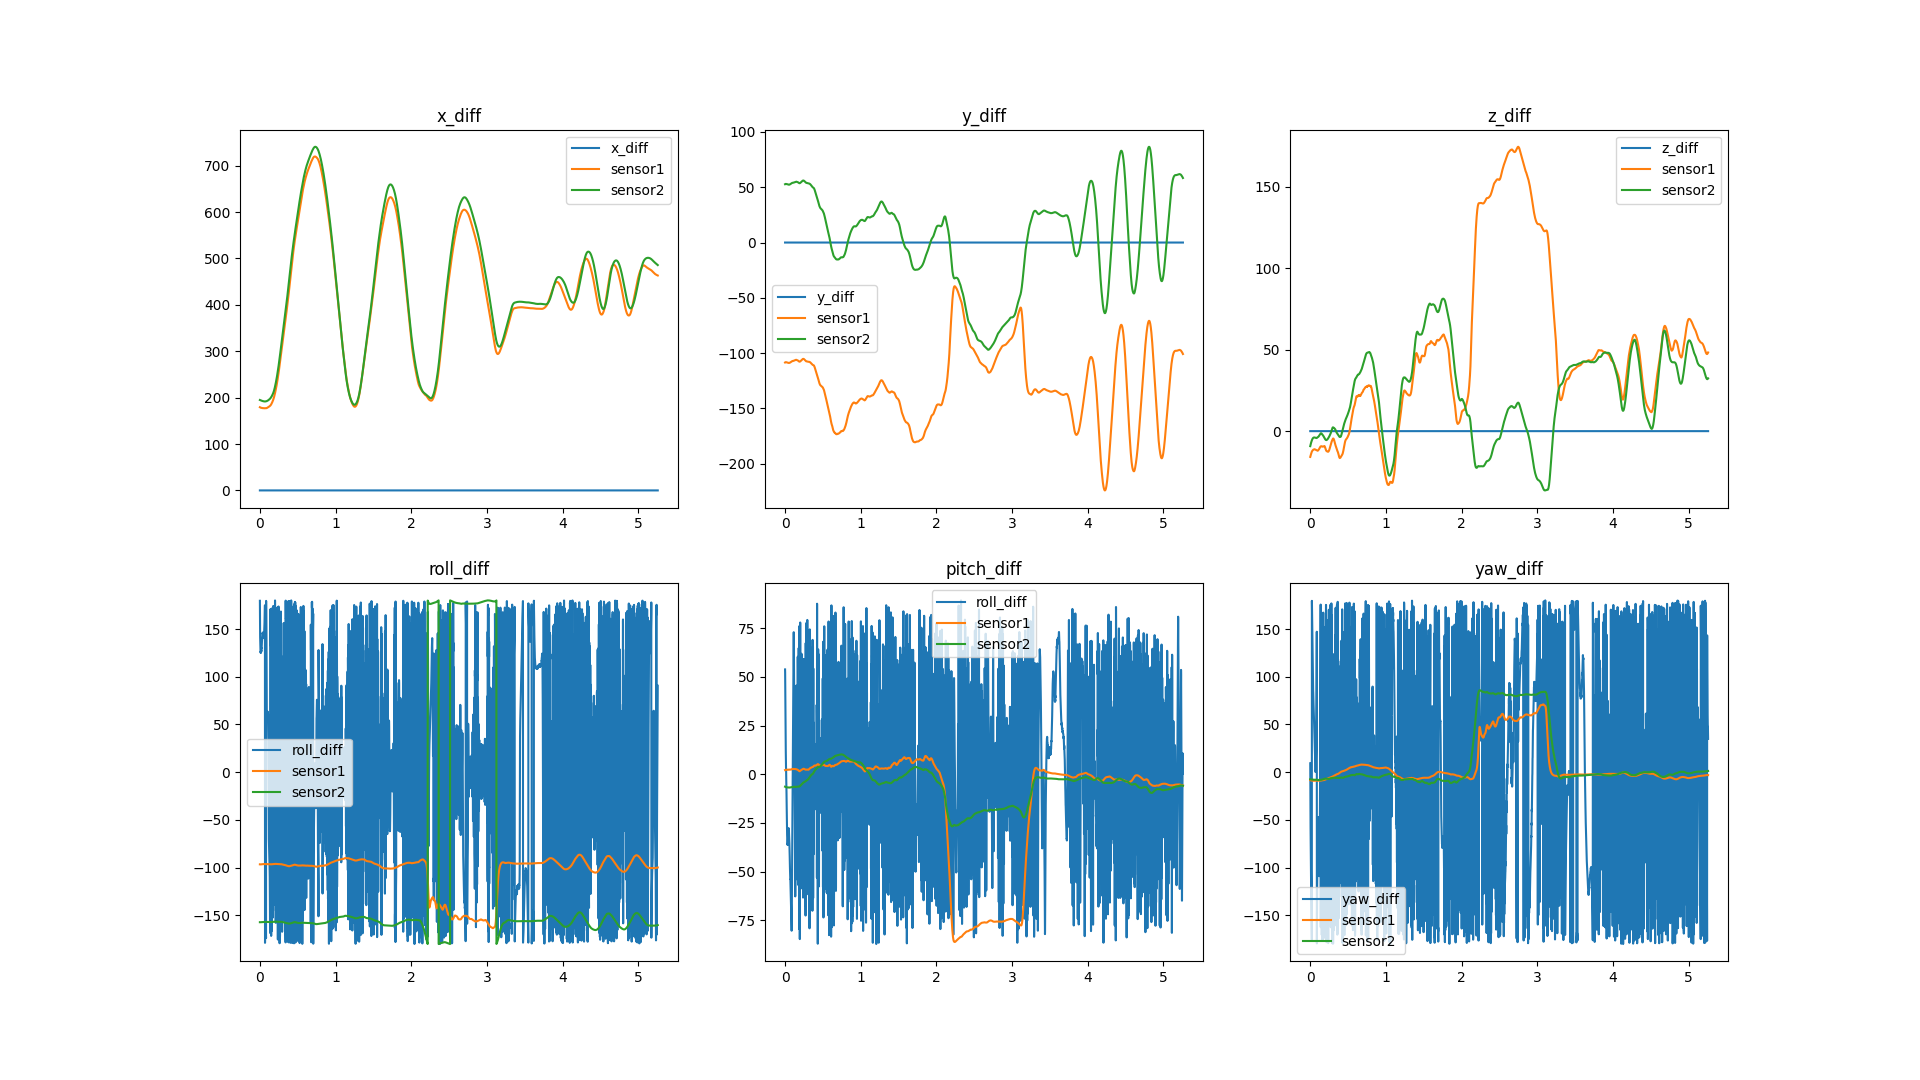 x_diff
700
600
500
400
300
200
100
0
x_diff
sensor1
sensor2
0 1 2 3 4 5
y_diff
100
50
0
−50
−100
−150
−200
y_diff
sensor1
sensor2
0 1 2 3 4 5
z_diff
150
100
50
0
z_diff
sensor1
sensor2
0 1 2 3 4 5
roll_diff
150
100
50
0
−50
−100
−150
roll_diff
sensor1
sensor2
0 1 2 3 4 5
pitch_diff
75
50
25
0
−25
−50
−75
roll_diff
sensor1
sensor2
0 1 2 3 4 5
yaw_diff
150
100
50
0
−50
−100
−150
yaw_diff
sensor1
sensor2
0 1 2 3 4 5